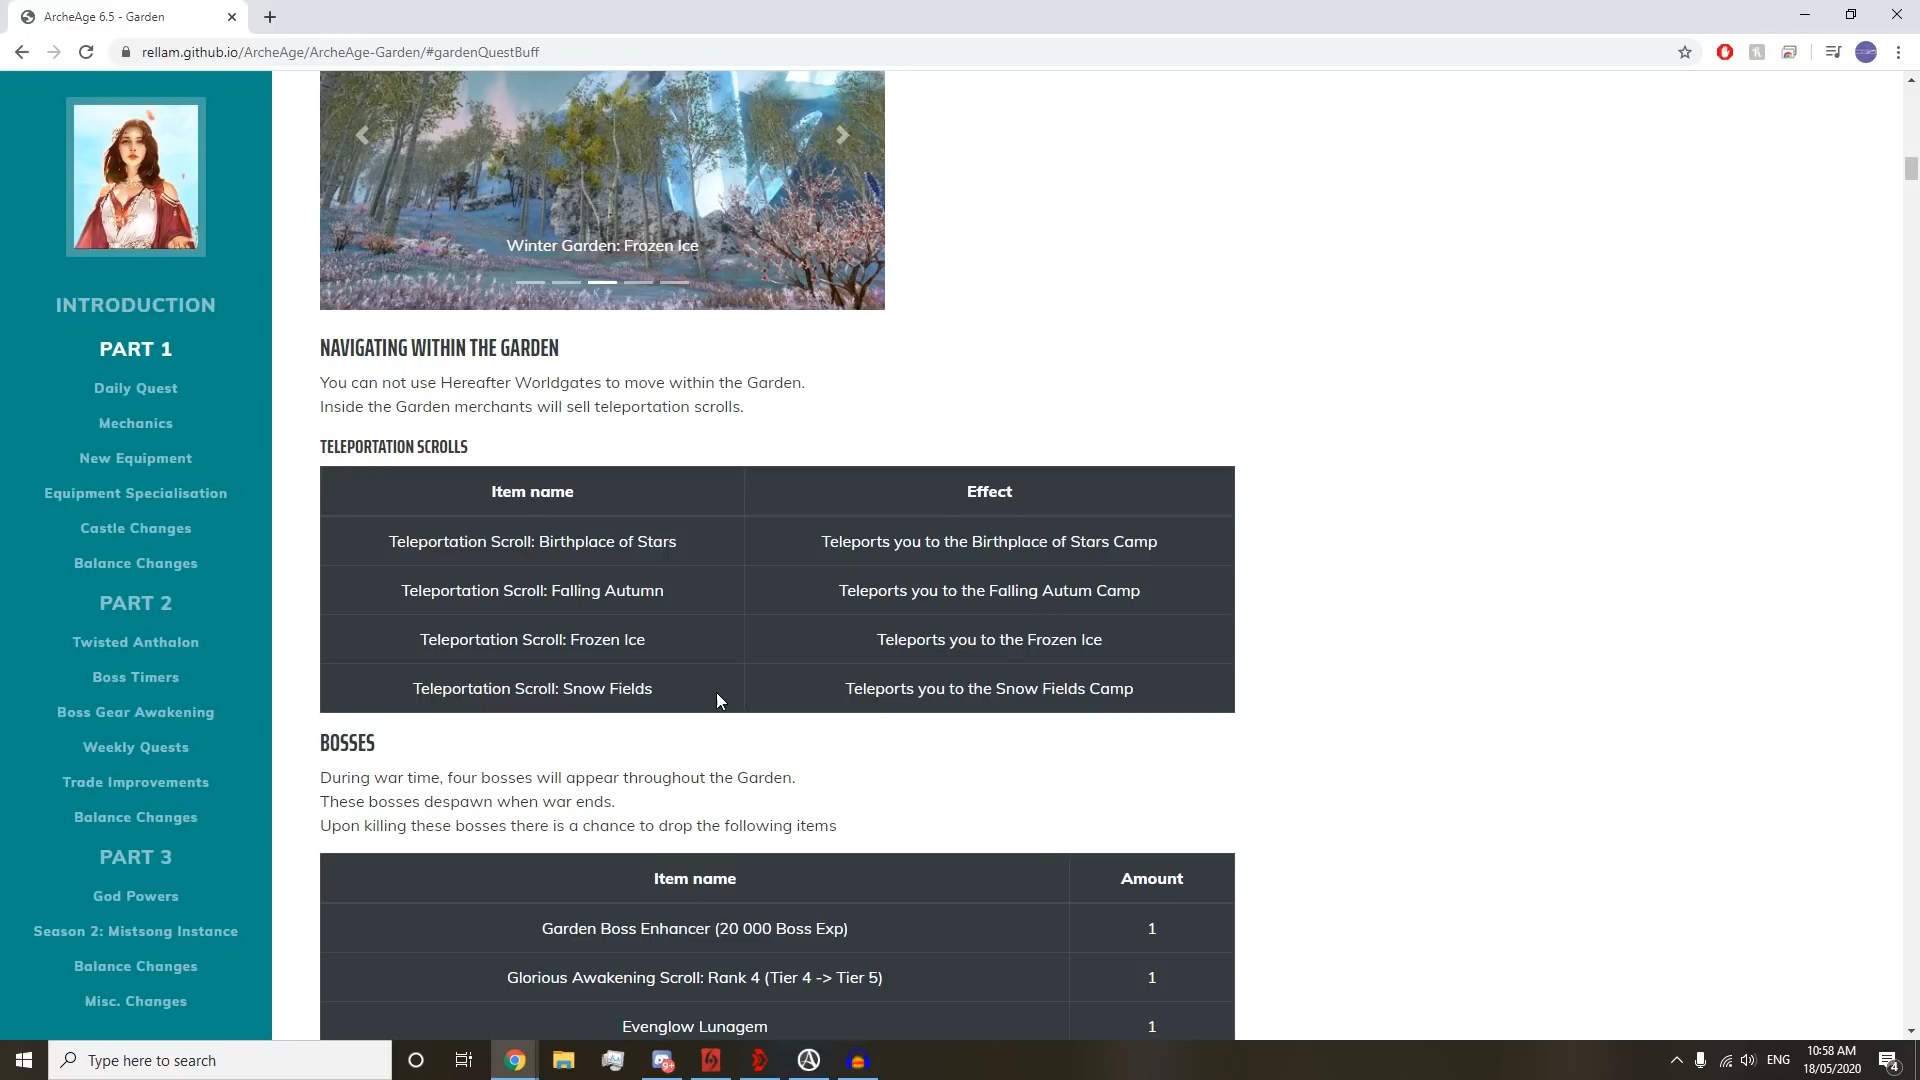 ArcheAge 6.5 - Garden
rellam.github.io/ArcheAge/ArcheAge-Garden/#gardenQuestBuff
INTRODUCTION
PART 1
Daily Quest
Mechanics
New Equipment
Equipment Specialisation
Castle Changes
Balance Changes
PART 2
Twisted Anthalon
Boss Timers
Boss Gear Awakening
Weekly Quests
Trade Improvements
Balance Changes
PART 3
God Powers
Season 2: Mistsong Instance
Balance Changes
Misc. Changes
Winter Garden: Frozen Ice
NAVIGATING WITHIN THE GARDEN
You can not use Hereafter Worldgates to move within the Garden.
Inside the Garden merchants will sell teleportation scrolls.
TELEPORTATION SCROLLS
Item name Effect
Teleportation Scroll: Birthplace of Stars Teleports you to the Birthplace of Stars Camp
Teleportation Scroll: Falling Autumn Teleports you to the Falling Autum Camp
Teleportation Scroll: Frozen Ice Teleports you to the Frozen Ice
Teleportation Scroll: Snow Fields Teleports you to the Snow Fields Camp
BOSSES
During war time, four bosses will appear throughout the Garden.
These bosses despawn when war ends.
Upon killing these bosses there is a chance to drop the following items
Item name Amount
Garden Boss Enhancer (20 000 Boss Exp) 1
Glorious Awakening Scroll: Rank 4 (Tier 4 -> Tier 5) 1
Evenglow Lunagem 1
Type here to search
9+
ENG
10:58 AM
18/05/2020
4